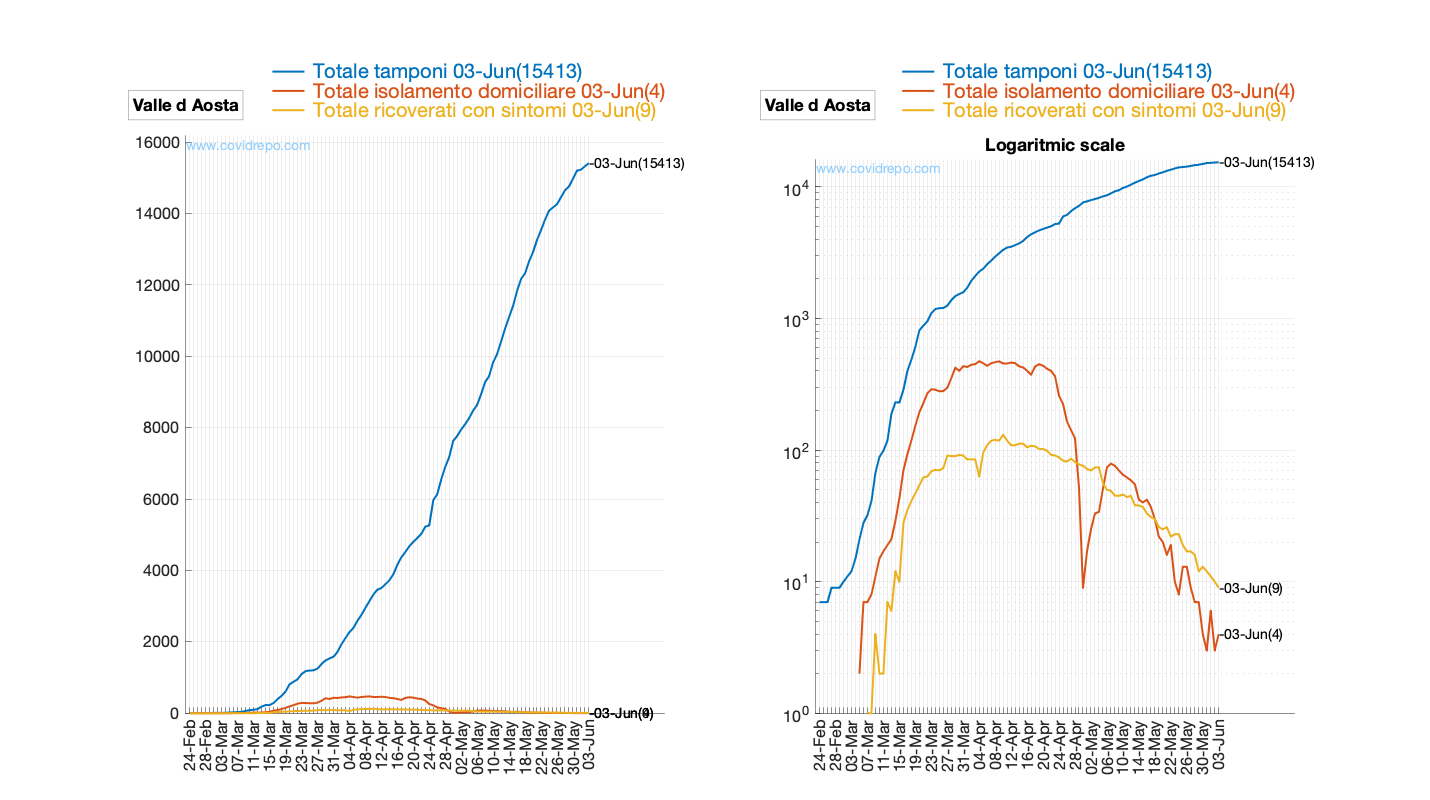 Totale tamponi 03-Jun(15413)
Totale isolamento domiciliare 03-Jun(4)
Totale ricoverati con sintomi 03-Jun(9)
Valle d Aosta
www.covidrepo.com
16000
14000
12000
10000
8000
6000
4000
2000
0
-03-Jun(15413)
24-Feb
28-Feb
03-Mar
07-Mar
11-Mar
15-Mar
19-Mar
23-Mar
27-Mar
31-Mar
04-Apr
08-Apr
12-Apr
16-Apr
20-Apr
24-Apr
28-Apr
02-May
06-May
10-May
14-May
18-May
22-May
26-May
30-May
03-Jun
Totale tamponi 03-Jun(15413)
Totale isolamento domiciliare 03-Jun(4)
Totale ricoverati con sintomi 03-Jun(9)
Valle d Aosta
Logaritmic scale
www.covidrepo.com
10^4
10^3
10^2
10^1
10^0
-03-Jun(15413)
-03-Jun(9)
-03-Jun(4)
24-Feb
28-Feb
03-Mar
07-Mar
11-Mar
15-Mar
19-Mar
23-Mar
27-Mar
31-Mar
04-Apr
08-Apr
12-Apr
16-Apr
20-Apr
24-Apr
28-Apr
02-May
06-May
10-May
14-May
18-May
22-May
26-May
30-May
03-Jun